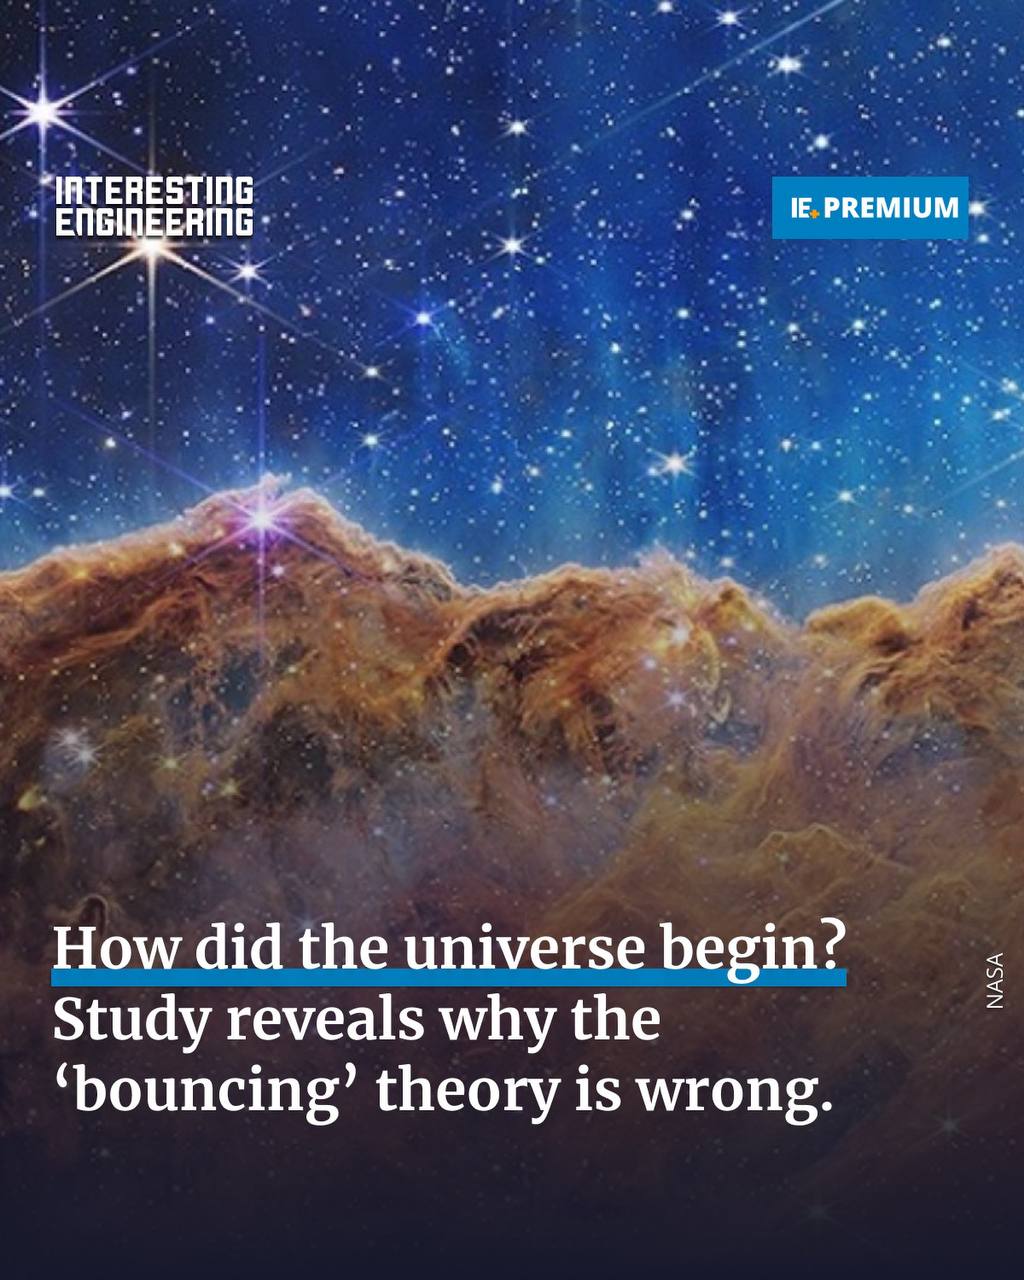 INTERESTING
ENGINEERING
IE+ PREMIUM
How did the universe begin?
Study reveals why the
‘bouncing’ theory is wrong.
NASA